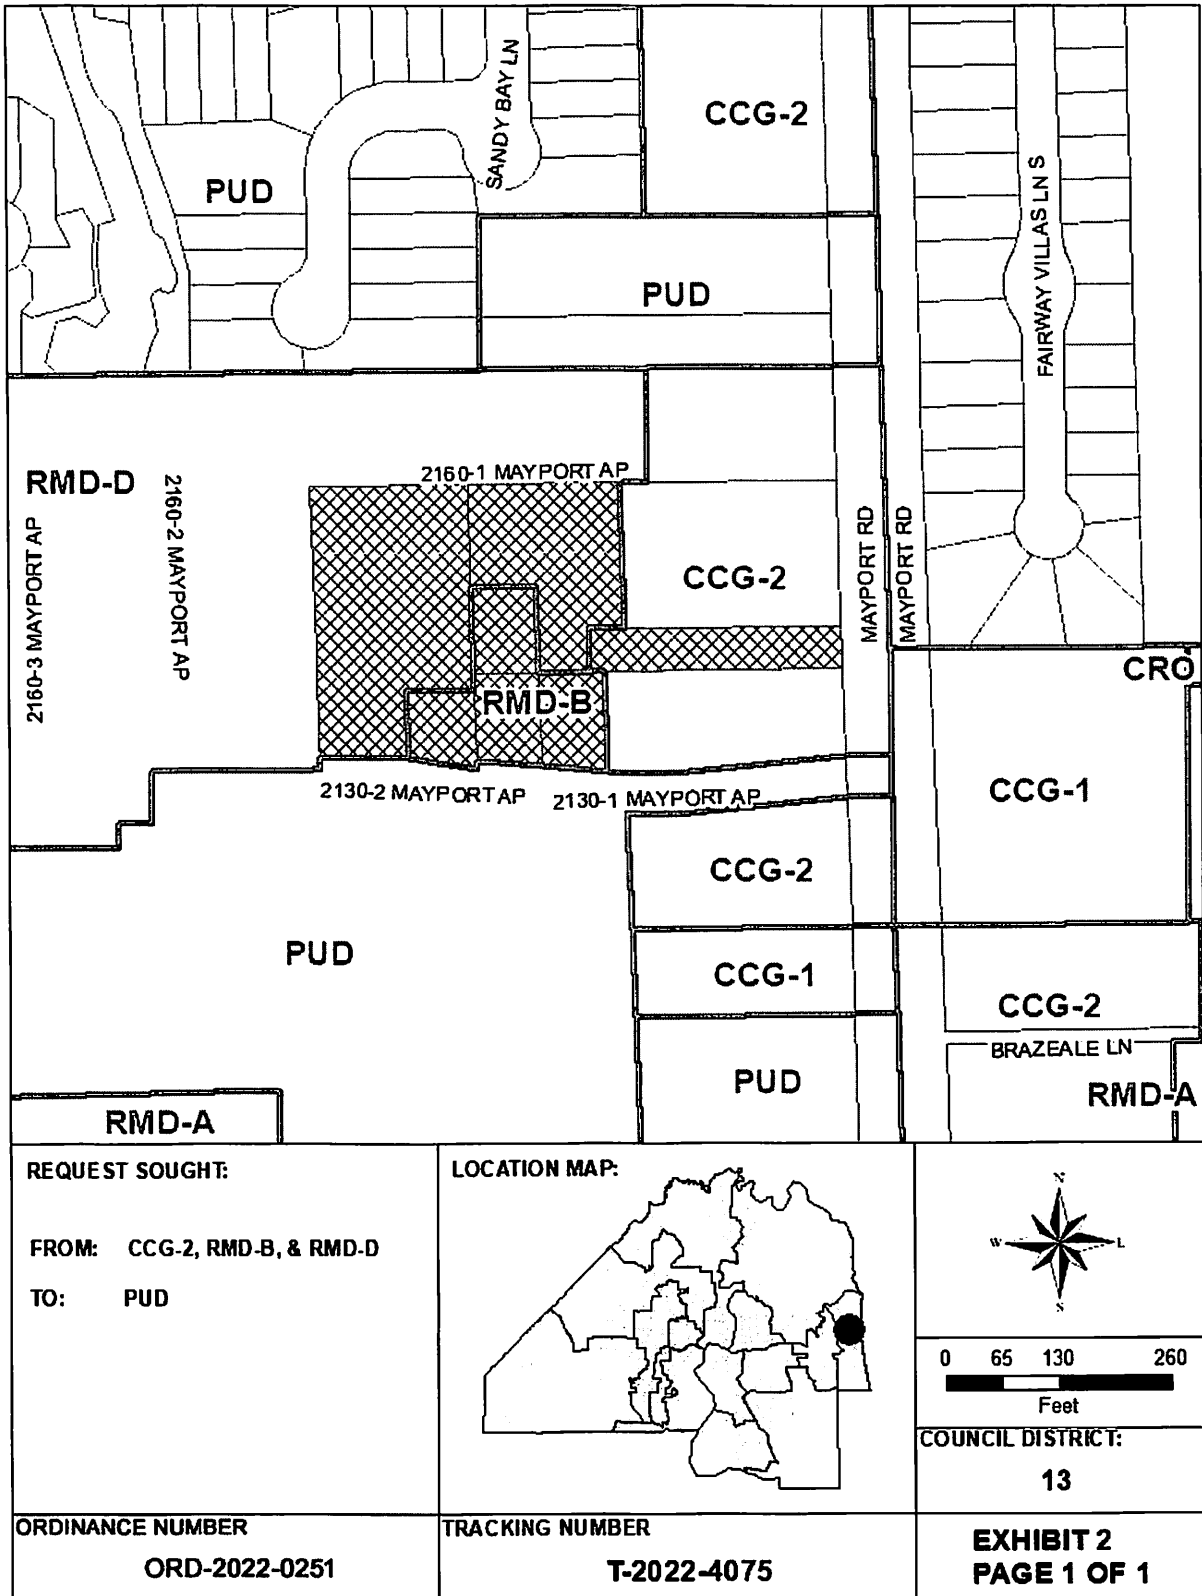 SANDY BAY LN
CCG-2
PUD
FAIRWAY VILLAS LN S
PUD
RMD-D
2160-1 MAYPORT AP
2160-2 MAYPORT AP
2160-3 MAYPORT AP
MAYPORT RD
MAYPORT RD
CCG-2
CRO
RMD-B
2130-2 MAYPORT AP
2130-1 MAYPORT AP
CCG-1
CCG-2
PUD
CCG-1
CCG-2
BRAZEALE LN
PUD
RMD-A
RMD-A
REQUEST SOUGHT:
FROM: CCG-2, RMD-B, & RMD-D
TO: PUD
LOCATION MAP:
N
W
S
0 65 130 260
Feet
COUNCIL DISTRICT:
13
ORDINANCE NUMBER
ORD-2022-0251
TRACKING NUMBER
T-2022-4075
EXHIBIT 2
PAGE 1 OF 1